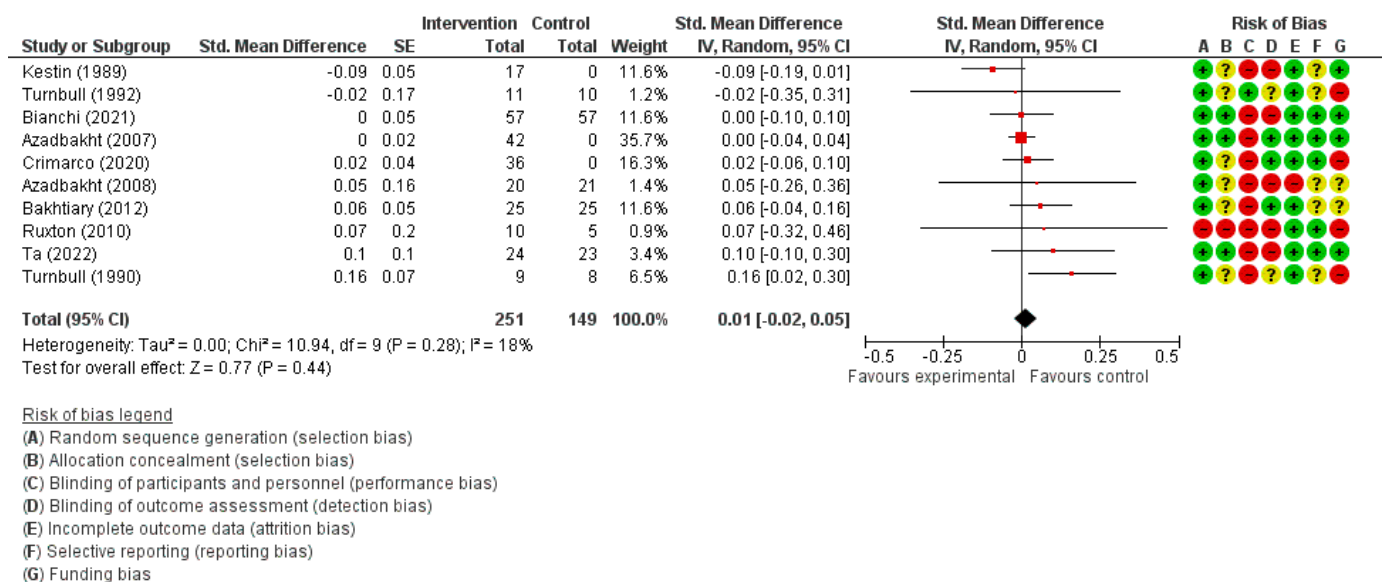 Intervention Control Std. Mean Difference Std. Mean Difference Risk of Bias
Study or Subgroup Std. Mean Difference SE Total Total Weight IV, Random, 95% CI IV, Random, 95% CI A B C D E F G
Kestin (1989) -0.09 0.05 17 0 11.6% -0.09 [-0.19, 0.01] + ? - - + ? +
Turnbull (1992) -0.02 0.17 11 10 1.2% -0.02 [-0.35, 0.31] + ? + ? + ? -
Bianchi (2021) 0 0.05 57 57 11.6% 0.00 [-0.10, 0.10] + + - - + + +
Azadbakht (2007) 0 0.02 42 0 35.7% 0.00 [-0.04, 0.04] + + - + + + +
Crimarco (2020) 0.02 0.04 36 0 16.3% 0.02 [-0.06, 0.10] + ? - + + + -
Azadbakht (2008) 0.05 0.16 20 21 1.4% 0.05 [-0.26, 0.36] + ? - - - ? ?
Bakhtiary (2012) 0.06 0.05 25 25 11.6% 0.06 [-0.04, 0.16] + ? - + + ? ?
Ruxton (2010) 0.07 0.2 10 5 0.9% 0.07 [-0.32, 0.46] - - - - + + -
Ta (2022) 0.1 0.1 24 23 3.4% 0.10 [-0.10, 0.30] + + - - + + +
Turnbull (1990) 0.16 0.07 9 8 6.5% 0.16 [0.02, 0.30] + ? - ? + ? -
Total (95% CI) 251 149 100.0% 0.01 [-0.02, 0.05]
Heterogeneity: Tau² = 0.00; Chi² = 10.94, df = 9 (P = 0.28); I² = 18%
Test for overall effect: Z = 0.77 (P = 0.44)
-0.5 -0.25 0 0.25 0.5
Favours experimental Favours control
Risk of bias legend
(A) Random sequence generation (selection bias)
(B) Allocation concealment (selection bias)
(C) Blinding of participants and personnel (performance bias)
(D) Blinding of outcome assessment (detection bias)
(E) Incomplete outcome data (attrition bias)
(F) Selective reporting (reporting bias)
(G) Funding bias